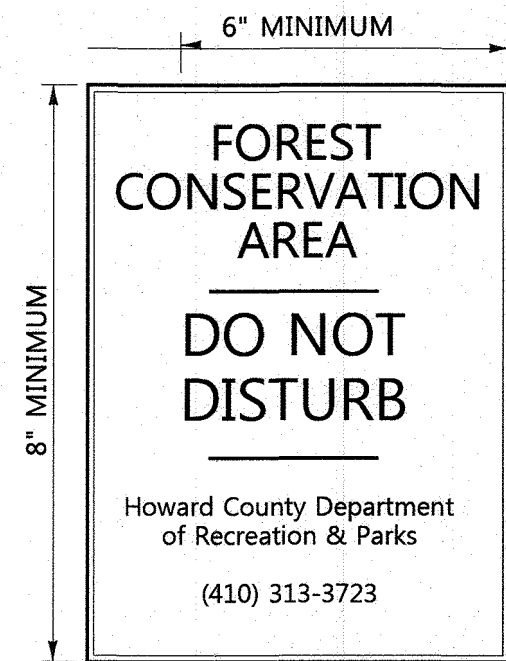 6" MINIMUM
8" MINIMUM
FOREST
CONSERVATION
AREA
DO NOT
DISTURB
Howard County Department
of Recreation & Parks
(410) 313-3723